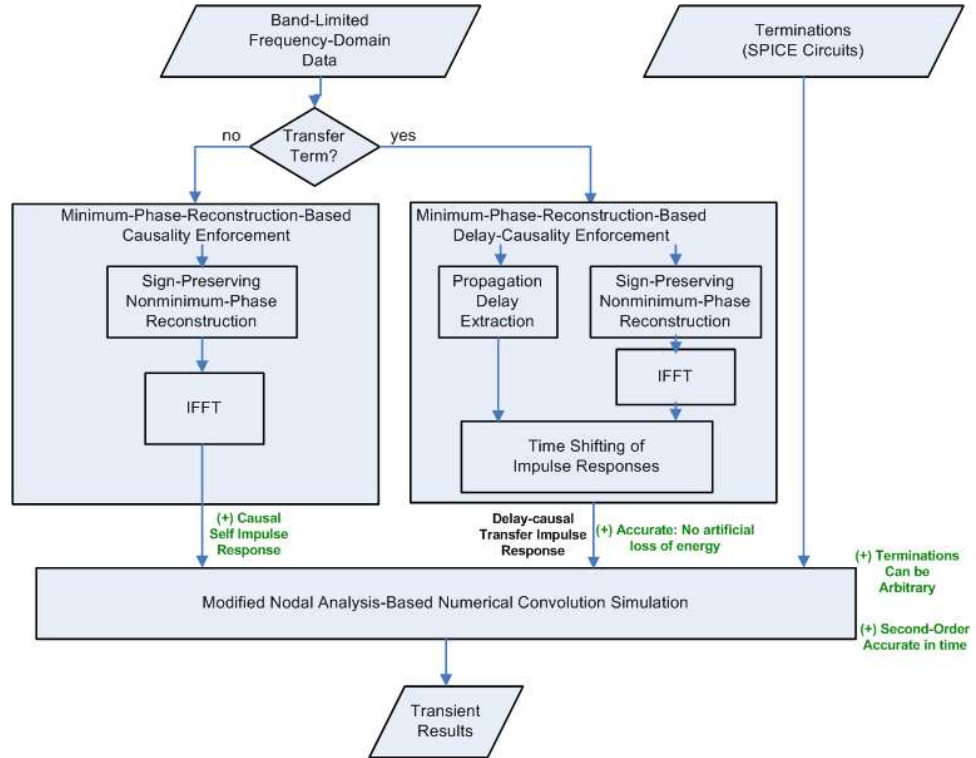 Band-Limited
Frequency-Domain
Data
Terminations
(SPICE Circuits)
no
Transfer
Term?
yes
Minimum-Phase-Reconstruction-Based
Causality Enforcement
Sign-Preserving
Nonminimum-Phase
Reconstruction
IFFT
Minimum-Phase-Reconstruction-Based
Delay-Causality Enforcement
Propagation
Delay
Extraction
Sign-Preserving
Nonminimum-Phase
Reconstruction
IFFT
Time Shifting of
Impulse Responses
(+) Causal
Self Impulse
Response
Delay-causal
Transfer Impulse
Response
(+) Accurate: No artificial
loss of energy
(+) Terminations
Can be
Arbitrary
Modified Nodal Analysis-Based Numerical Convolution Simulation
(+) Second-Order
Accurate in time
Transient
Results